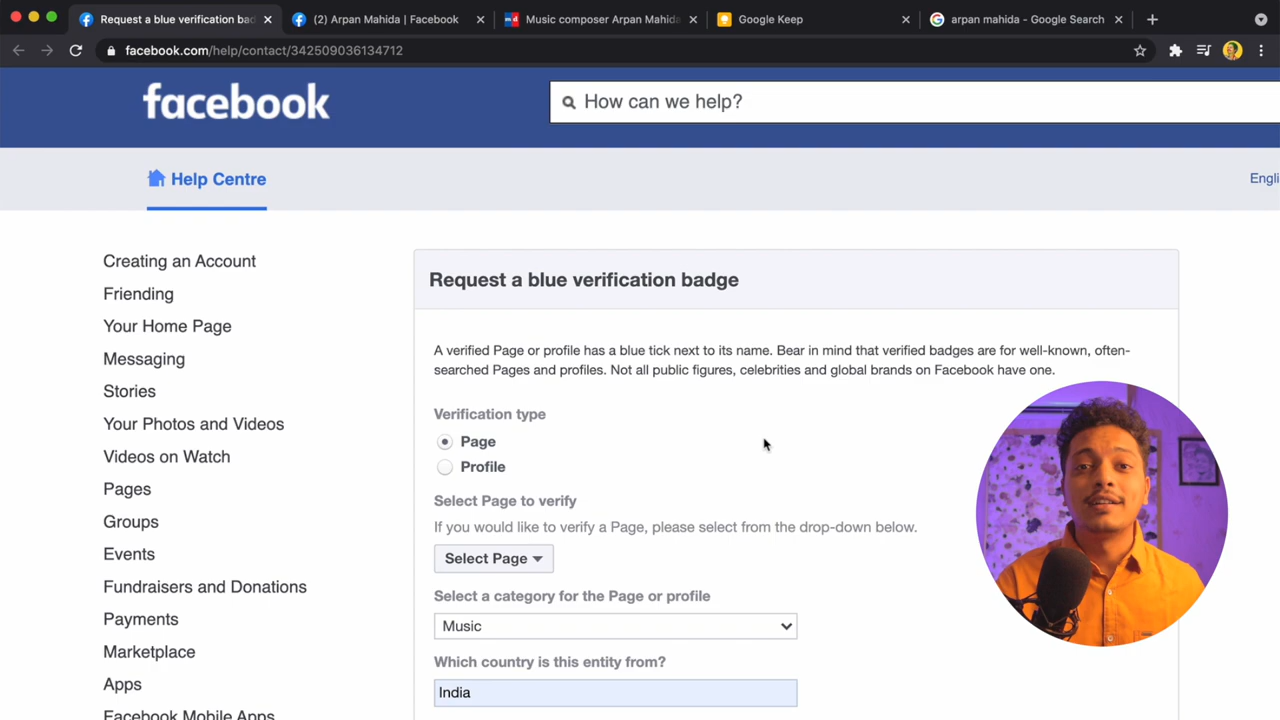 Request a blue verification bad
(2) Arpan Mahida | Facebook
Music composer Arpan Mahida
Google Keep
arpan mahida - Google Search
facebook.com/help/contact/342509036134712
facebook
How can we help?
Help Centre
Engli
Creating an Account
Friending
Your Home Page
Messaging
Stories
Your Photos and Videos
Videos on Watch
Pages
Groups
Events
Fundraisers and Donations
Payments
Marketplace
Apps
Facebook Mobile Apps
Request a blue verification badge
A verified Page or profile has a blue tick next to its name. Bear in mind that verified badges are for well-known, often-
searched Pages and profiles. Not all public figures, celebrities and global brands on Facebook have one.
Verification type
Page
Profile
Select Page to verify
If you would like to verify a Page, please select from the drop-down below.
Select Page
Select a category for the Page or profile
Music
Which country is this entity from?
India